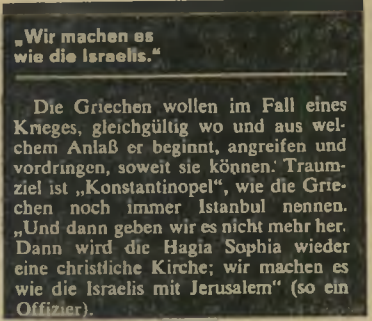 „Wir machen es
wie die Israelis.“
Die Griechen wollen im Fall eines
Krieges, gleichgültig wo und aus wel-
chem Anlaß er beginnt, angreifen und
vordringen, soweit sie können. Traum-
ziel ist „Konstantinopel“, wie die Grie-
chen noch immer Istanbul nennen.
„Und dann geben wir es nicht mehr her.
Dann wird die Hagia Sophia wieder
eine christliche Kirche; wir machen es
wie die Israelis mit Jerusalem“ (so ein
Offizier).